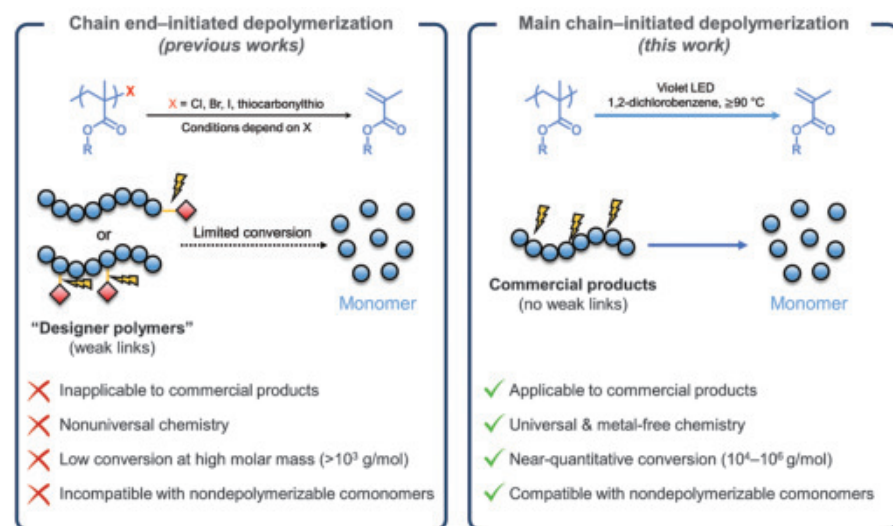 Chain end–initiated depolymerization
(previous works)
X
X = Cl, Br, I, thiocarbonylthio
Conditions depend on X
O
O
R
O
O
R
or
Limited conversion
Monomer
“Designer polymers”
(weak links)
Inapplicable to commercial products
Nonuniversal chemistry
Low conversion at high molar mass (>10³ g/mol)
Incompatible with nondepolymerizable comonomers
Main chain–initiated depolymerization
(this work)
Violet LED
1,2-dichlorobenzene, ≥90 °C
O
O
R
O
O
R
Commercial products
(no weak links)
Monomer
Applicable to commercial products
Universal & metal-free chemistry
Near-quantitative conversion (10⁴–10⁶ g/mol)
Compatible with nondepolymerizable comonomers